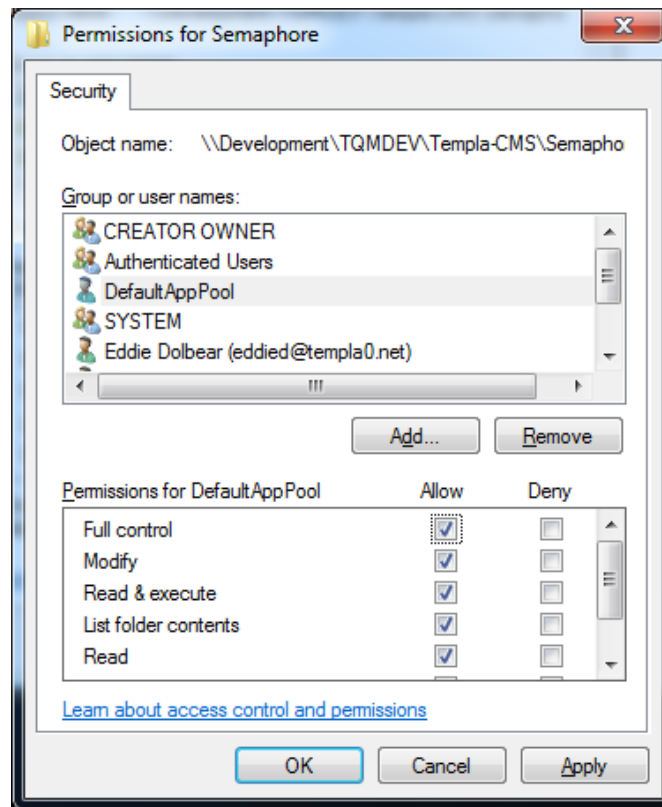 Permissions for Semaphore
Security
Object name: \\Development\TQMDEV\Templa-CMS\Semapho
Group or user names:
CREATOR OWNER
Authenticated Users
DefaultAppPool
SYSTEM
Eddie Dolbear (eddied@templa0.net)
Add... Remove
Permissions for DefaultAppPool Allow Deny
Full control
Modify
Read & execute
List folder contents
Read
Learn about access control and permissions
OK Cancel Apply